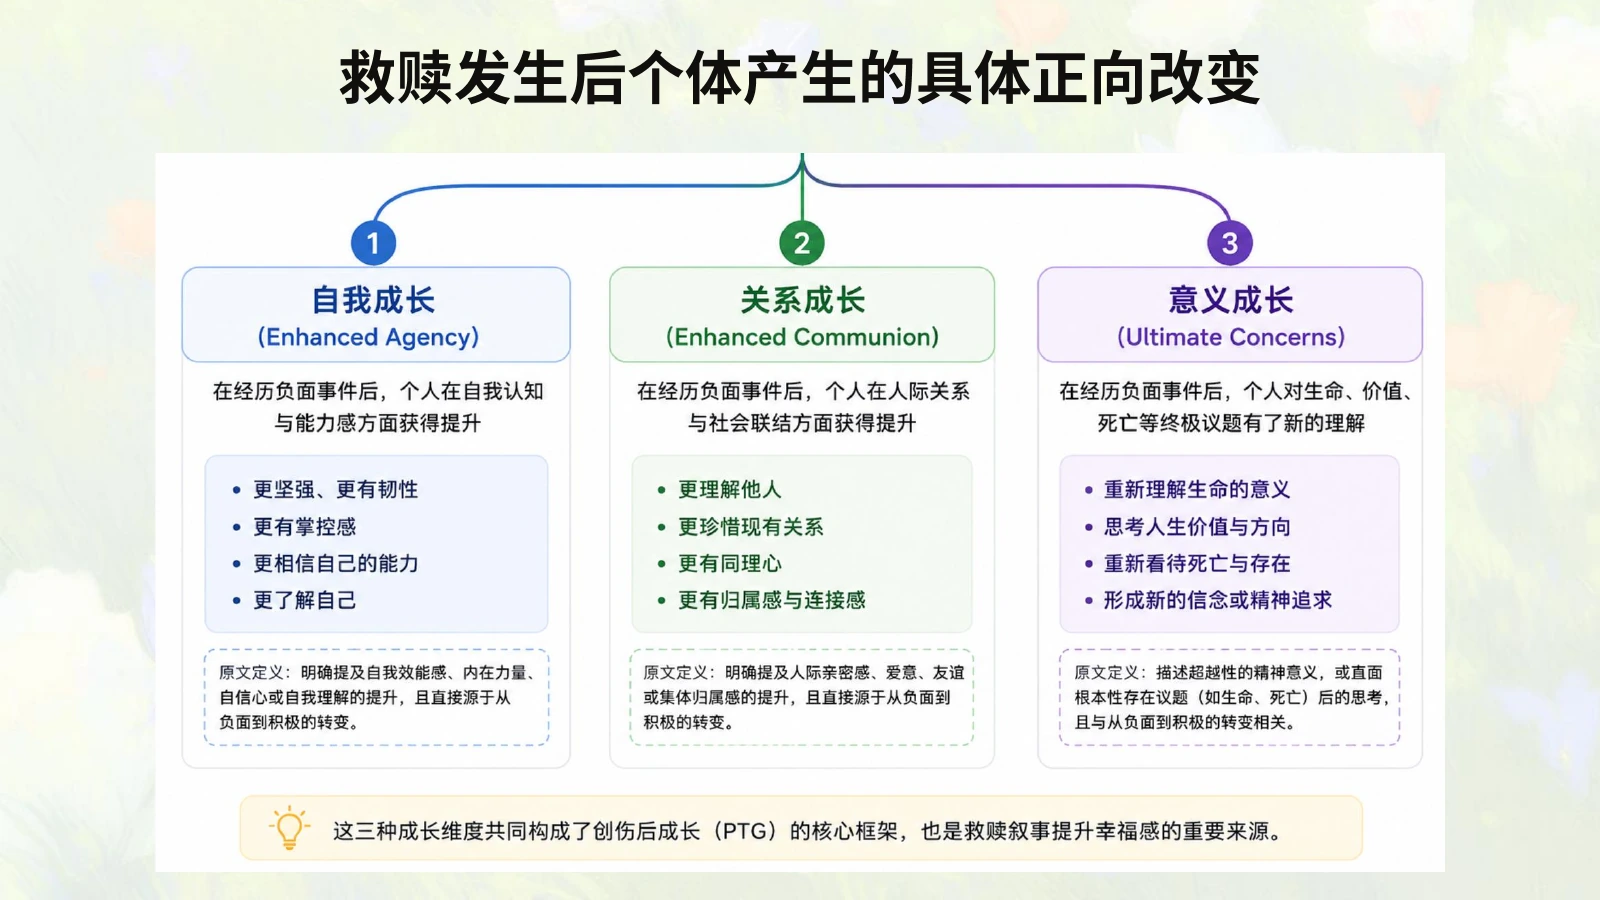 救赎发生后个体产生的具体正向改变
1
自我成长
(Enhanced Agency)
在经历负面事件后，个人在自我认知
与能力感方面获得提升
• 更坚强、更有韧性
• 更有掌控感
• 更相信自己的能力
• 更了解自己
原文定义：明确提及自我效能感、内在力量、
自信心或自我理解的提升，且直接源于从
负面到积极的转变。
2
关系成长
(Enhanced Communion)
在经历负面事件后，个人在人际关系
与社会联结方面获得提升
• 更理解他人
• 更珍惜现有关系
• 更有同理心
• 更有归属感与连接感
原文定义：明确提及人际亲密感、爱意、友谊
或集体归属感的提升，且直接源于从负面到
积极的转变。
3
意义成长
(Ultimate Concerns)
在经历负面事件后，个人对生命、价值、
死亡等终极议题有了新的理解
• 重新理解生命的意义
• 思考人生价值与方向
• 重新看待死亡与存在
• 形成新的信念或精神追求
原文定义：描述超越性的精神意义，或直面
根本性存在议题（如生命、死亡）后的思考，
且与从负面到积极的转变相关。
这三种成长维度共同构成了创伤后成长（PTG）的核心框架，也是救赎叙事提升幸福感的重要来源。